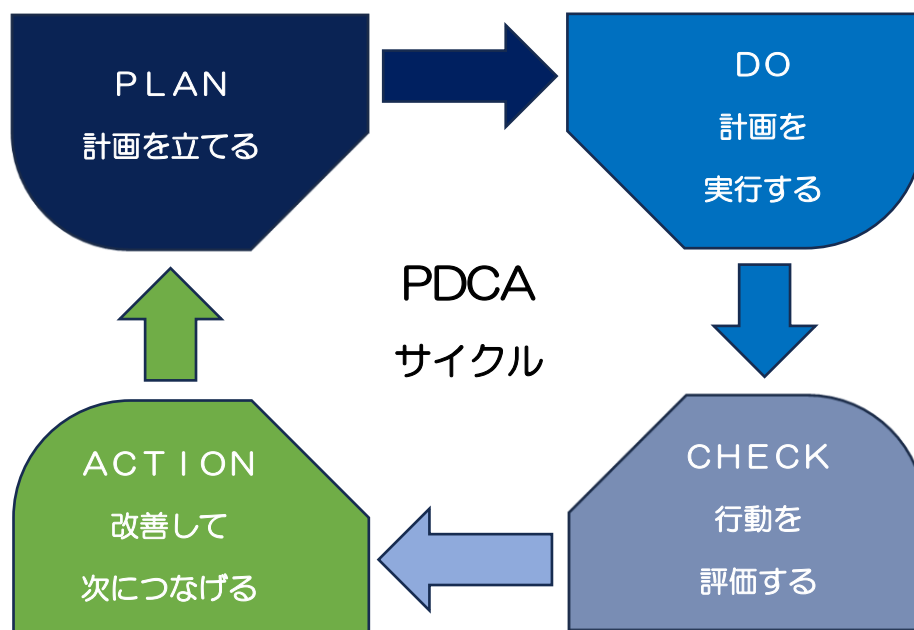 ＰＬＡＮ
計画を立てる
ＤＯ
計画を
実行する
PDCA
サイクル
ＡＣＴＩＯＮ
改善して
次につなげる
ＣＨＥＣＫ
行動を
評価する